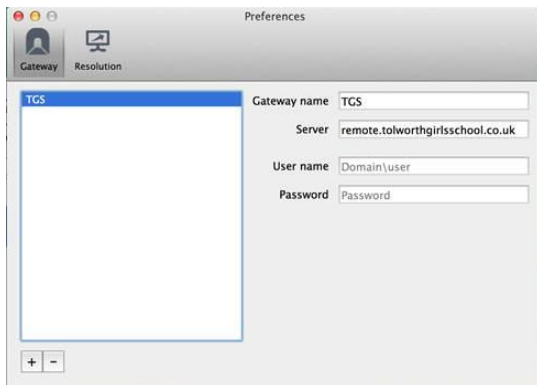 Preferences
Gateway Resolution
TGS
Gateway name TGS
Server remote.tolworthgirlsschool.co.uk
User name Domain\user
Password Password
+ -